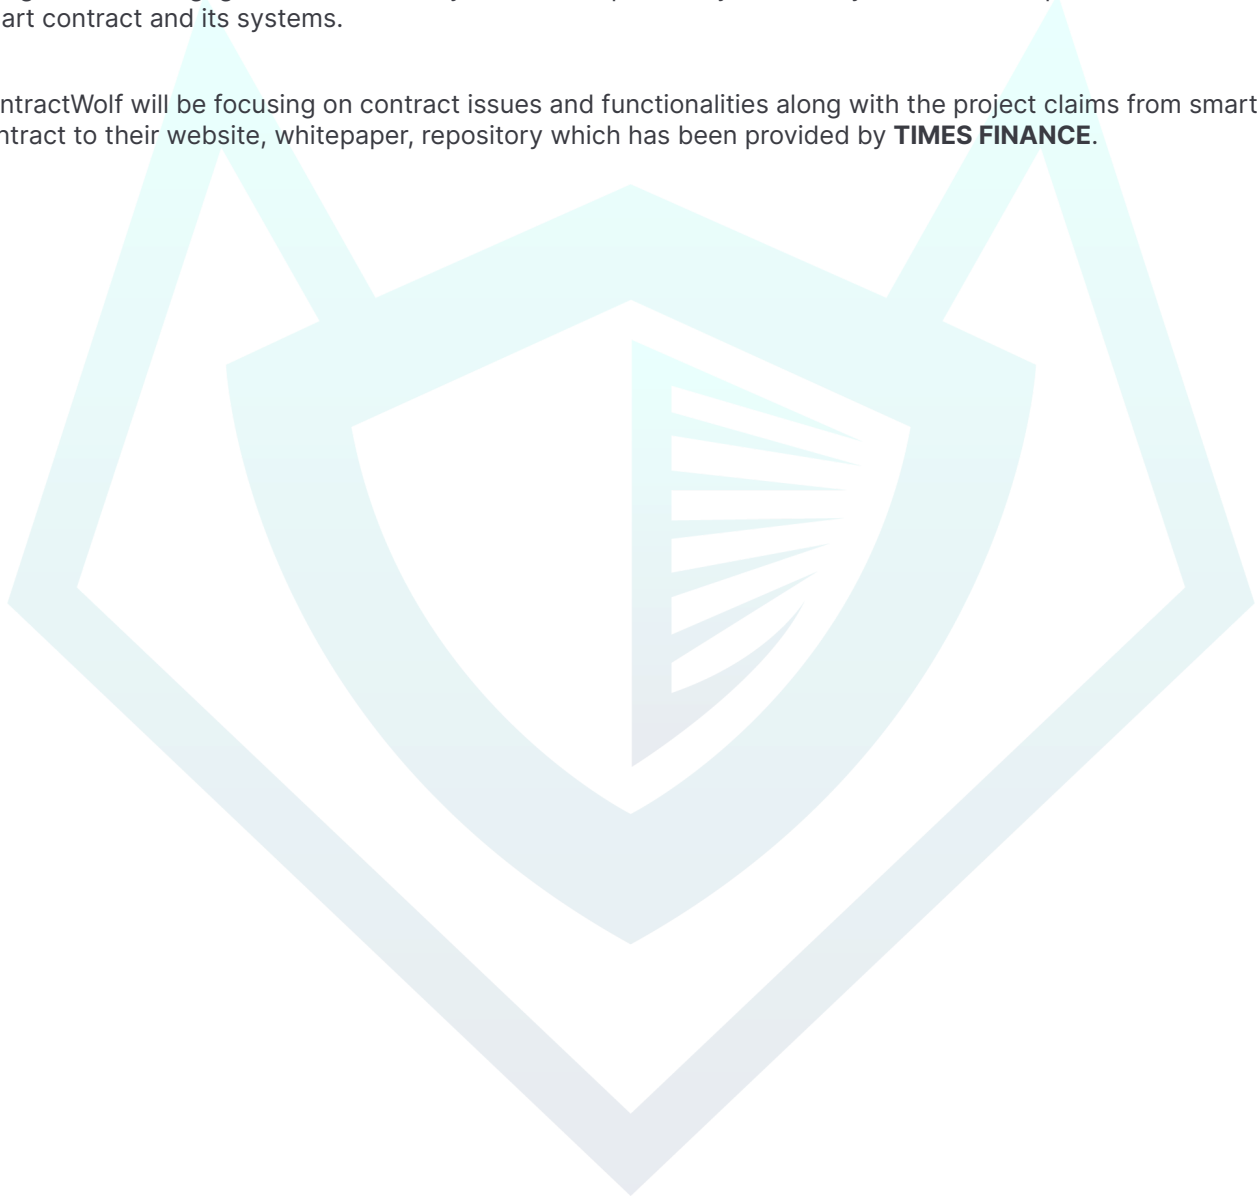 art contract and its systems.
ntractWolf will be focusing on contract issues and functionalities along with the project claims from smart
ntract to their website, whitepaper, repository which has been provided by TIMES FINANCE.